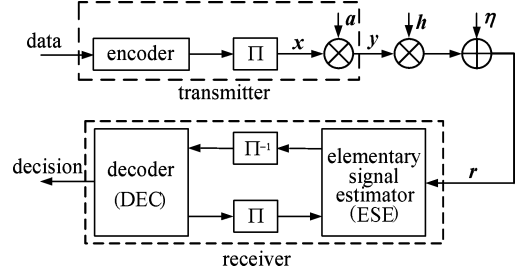 a
h
η
data
encoder
Π
x
y
transmitter
decision
decoder
(DEC)
Π⁻¹
Π
elementary
signal
estimator
(ESE)
r
receiver